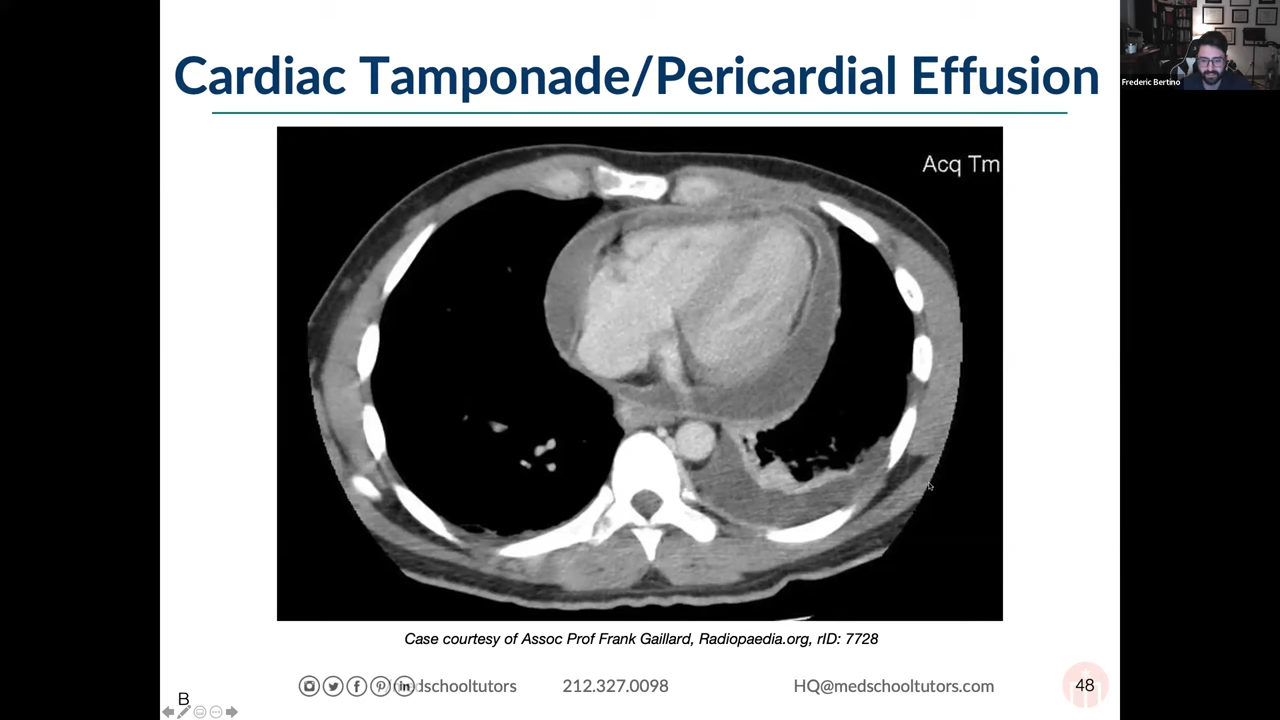 Cardiac Tamponade/Pericardial Effusion
Frederic Bertino
Acq Tm
Case courtesy of Assoc Prof Frank Gaillard, Radiopaedia.org, rID: 7728
dschooltutors 212.327.0098 HQ@medschooltutors.com 48
B